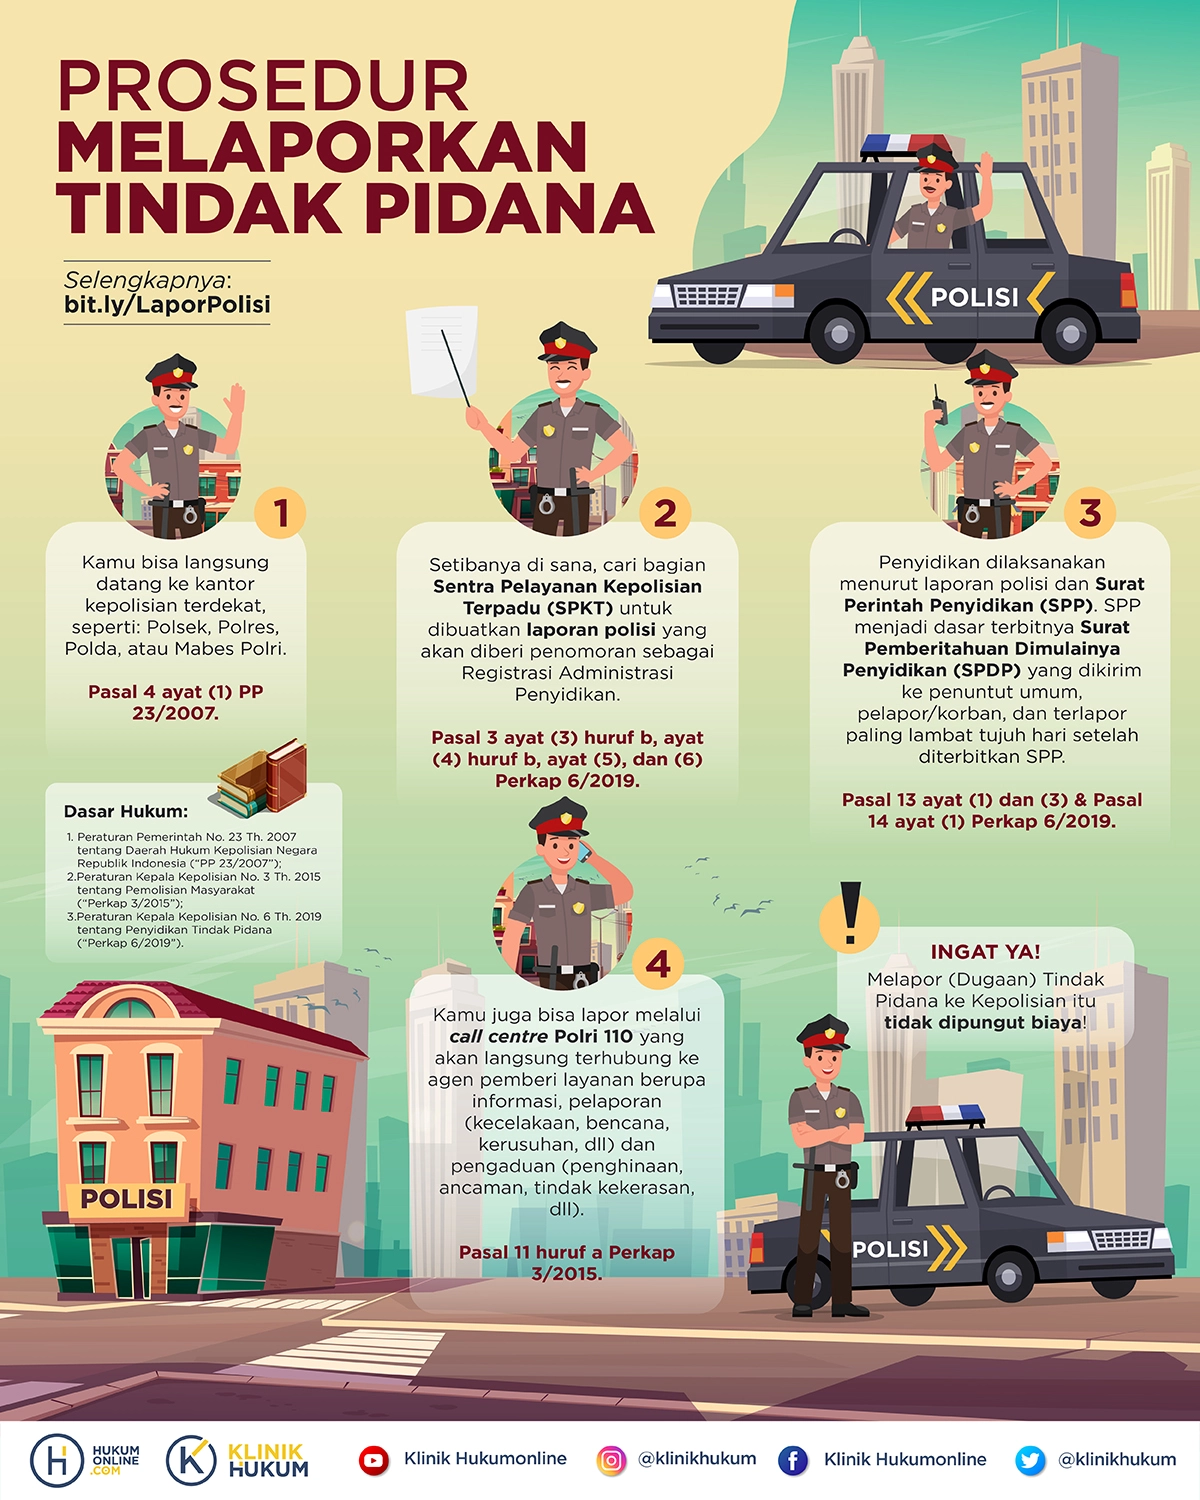 PROSEDUR
MELAPORKAN
TINDAK PIDANA
Selengkapnya:
bit.ly/LaporPolisi
POLISI
1
Kamu bisa langsung
datang ke kantor
kepolisian terdekat,
seperti: Polsek, Polres,
Polda, atau Mabes Polri.
Pasal 4 ayat (1) PP
23/2007.
2
Setibanya di sana, cari bagian
Sentra Pelayanan Kepolisian
Terpadu (SPKT) untuk
dibuatkan laporan polisi yang
akan diberi penomoran sebagai
Registrasi Administrasi
Penyidikan.
Pasal 3 ayat (3) huruf b, ayat
(4) huruf b, ayat (5), dan (6)
Perkap 6/2019.
3
Penyidikan dilaksanakan
menurut laporan polisi dan Surat
Perintah Penyidikan (SPP). SPP
menjadi dasar terbitnya Surat
Pemberitahuan Dimulainya
Penyidikan (SPDP) yang dikirim
ke penuntut umum,
pelapor/korban, dan terlapor
paling lambat tujuh hari setelah
diterbitkan SPP.
Pasal 13 ayat (1) dan (3) & Pasal
14 ayat (1) Perkap 6/2019.
Dasar Hukum:
1. Peraturan Pemerintah No. 23 Th. 2007
tentang Daerah Hukum Kepolisian Negara
Republik Indonesia (“PP 23/2007”);
2.Peraturan Kepala Kepolisian No. 3 Th. 2015
tentang Pemolisian Masyarakat
(“Perkap 3/2015”);
3.Peraturan Kepala Kepolisian No. 6 Th. 2019
tentang Penyidikan Tindak Pidana
(“Perkap 6/2019”).
4
Kamu juga bisa lapor melalui
call centre Polri 110 yang
akan langsung terhubung ke
agen pemberi layanan berupa
informasi, pelaporan
(kecelakaan, bencana,
kerusuhan, dll) dan
pengaduan (penghinaan,
ancaman, tindak kekerasan,
dll).
Pasal 11 huruf a Perkap
3/2015.
!
INGAT YA!
Melapor (Dugaan) Tindak
Pidana ke Kepolisian itu
tidak dipungut biaya!
POLISI
POLISI
HUKUM
ONLINE
.COM
KLINIK
HUKUM
Klinik Hukumonline
@klinikhukum
Klinik Hukumonline
@klinikhukum